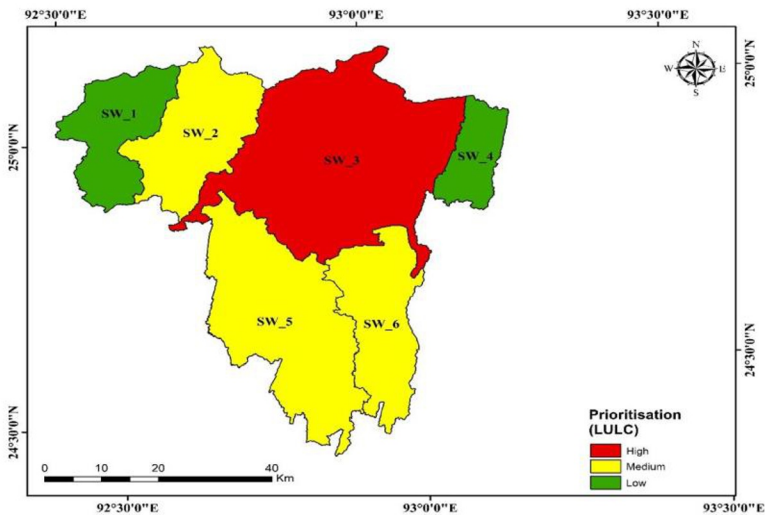 92°30'0"E 93°0'0"E 93°30'0"E
N
W E
S
25°0'0"N
25°0'0"N
SW_1
SW_2
SW_3
SW_4
SW_5
SW_6
24°30'0"N
24°30'0"N
Prioritisation
(LULC)
High
Medium
Low
0 10 20 40
Km
92°30'0"E 93°0'0"E 93°30'0"E